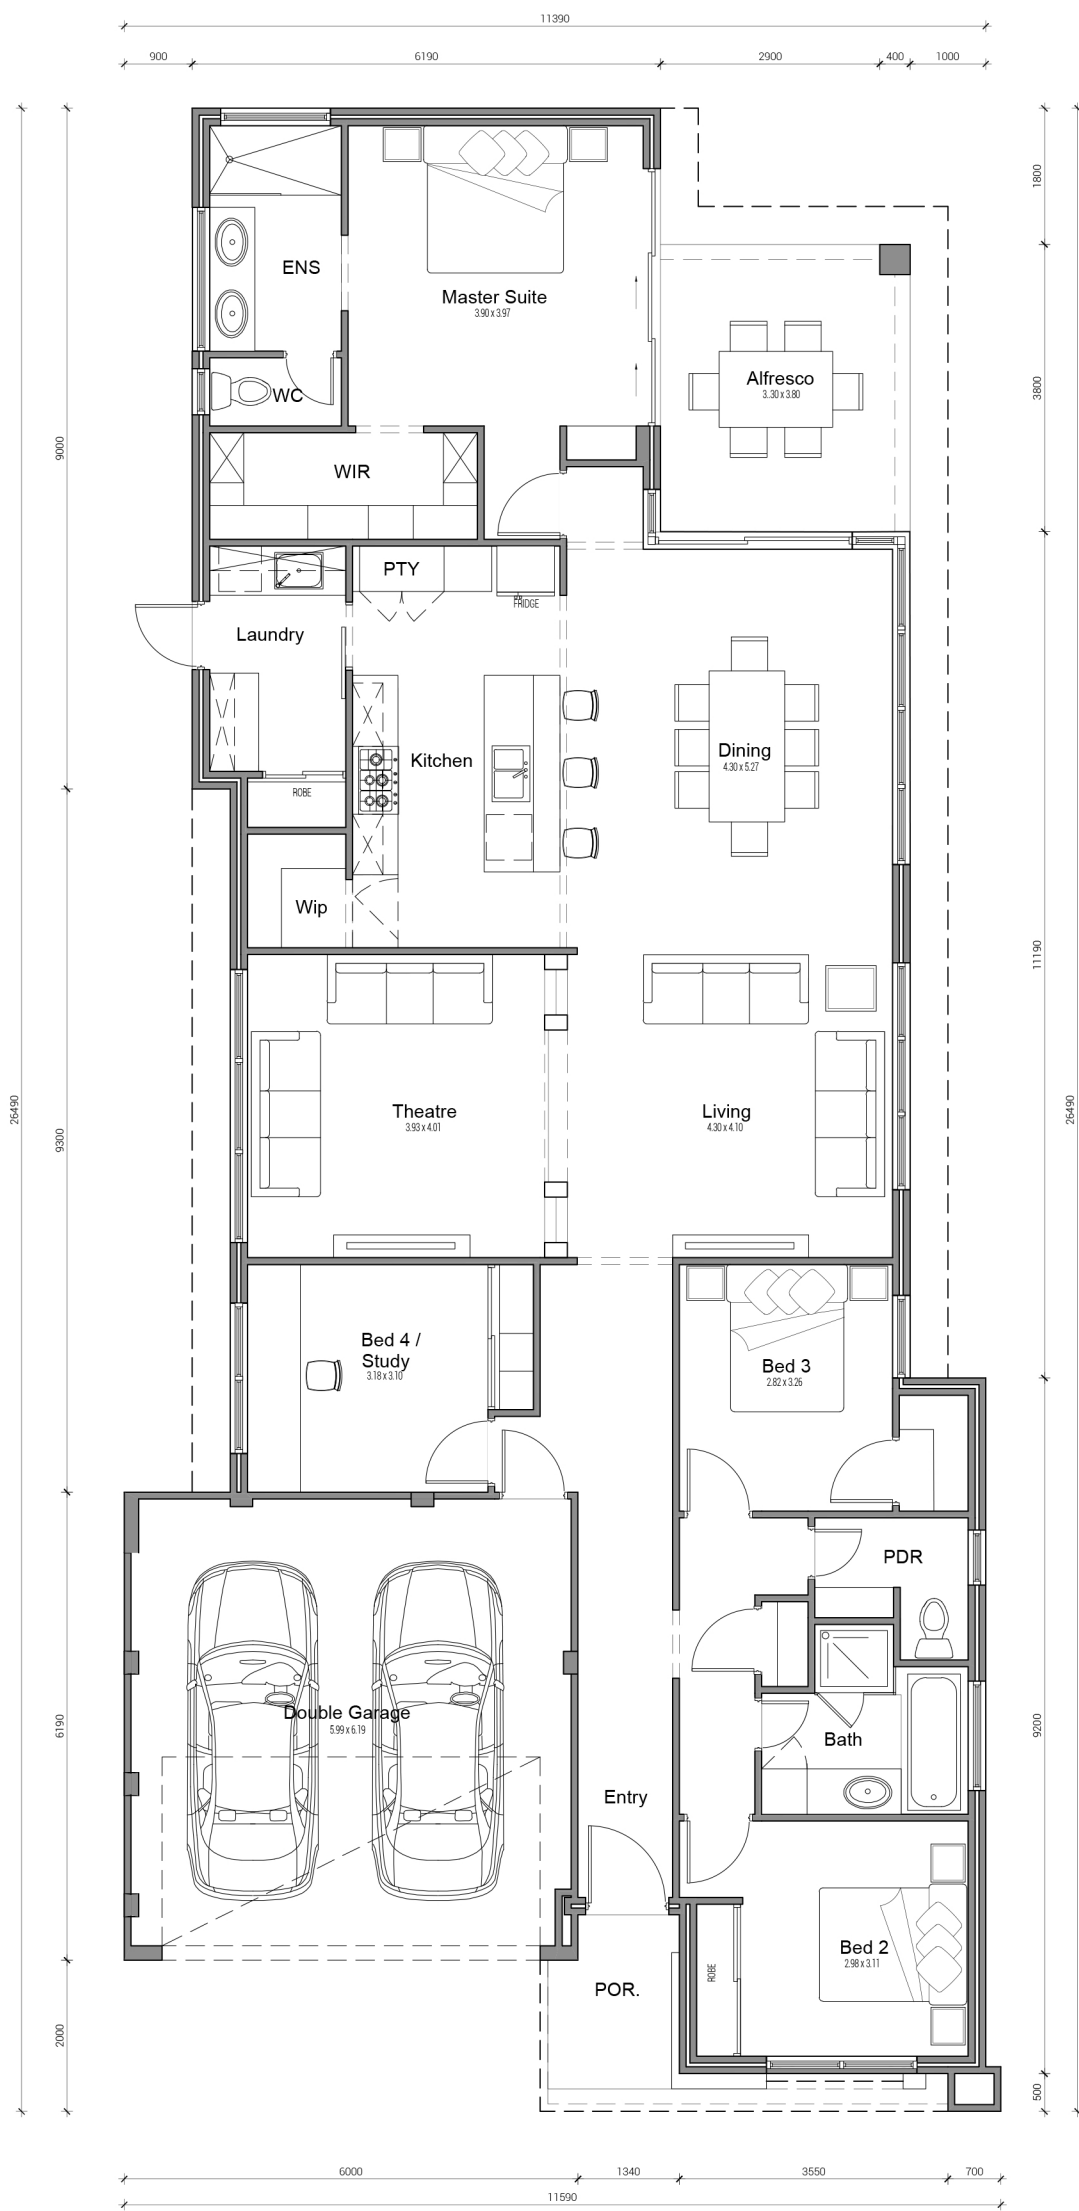 11390
900
6190
2900
400
1000
1800
ENS
Master Suite
3.90 x 3.97
Alfresco
3..30 x 3.80
3800
WC
9000
WIR
PTY
FRIDGE
Laundry
Dining
4.30 x 5.27
Kitchen
ROBE
Wip
11190
26490
9300
Theatre
3.93 x 4.01
Living
4.30 x 4.10
26490
Bed 4 /
Study
3.18 x 3.10
Bed 3
2.82 x 3.26
PDR
Double Garage
5.99 x 6.19
6190
9200
Bath
Entry
Bed 2
2.98 x 3.11
ROBE
POR.
2000
500
6000
1340
3550
700
11590